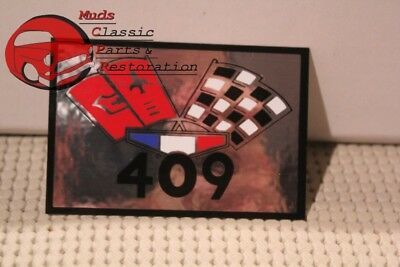 Muds
Classic
Parts &
Restoration
409